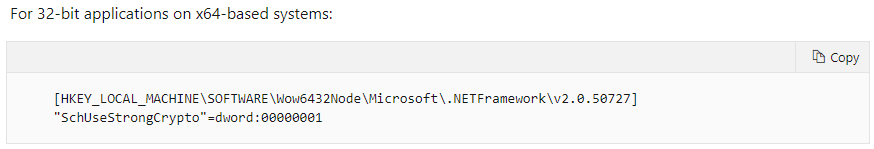 For 32-bit applications on x64-based systems:
Copy
[HKEY_LOCAL_MACHINE\SOFTWARE\Wow6432Node\Microsoft\.NETFramework\v2.0.50727]
"SchUseStrongCrypto"=dword:00000001